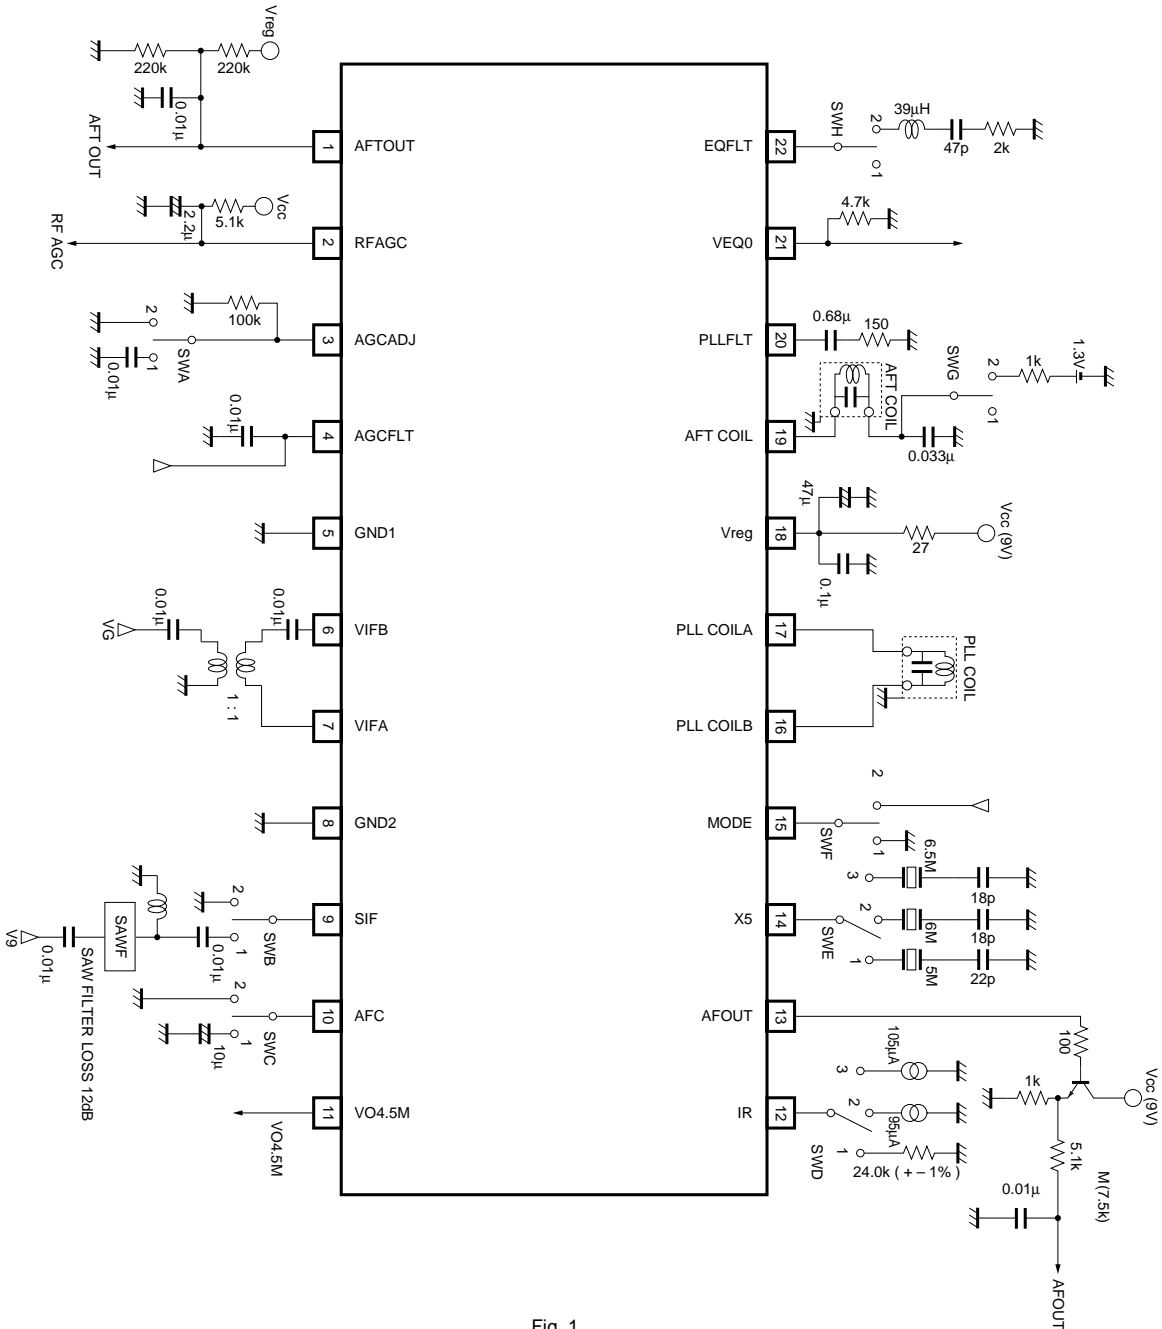 Vreg
220k
220k
0.01μ
AFT OUT
1
AFTOUT
Vcc
5.1k
2.2μ
RF AGC
2
RFAGC
100k
2
1
SWA
0.01μ
3
AGCADJ
0.01μ
4
AGCFLT
5
GND1
0.01μ
0.01μ
VG
1 : 1
6
VIFB
7
VIFA
8
GND2
2
1
SWB
0.01μ
SAWF
V9
0.01μ
SAW FILTER LOSS 12dB
9
SIF
2
1
SWC
10μ
10
AFC
VO4.5M
11
VO4.5M
EQFLT
22
SWH
2
1
39μH
47p
2k
VEQ0
21
4.7k
PLLFLT
20
0.68μ
150
AFT COIL
19
AFT COIL
0.033μ
SWG
2
1
1k
1.3V
Vreg
18
47μ
0.1μ
27
Vcc (9V)
PLL COILA
17
PLL COIL
PLL COILB
16
MODE
15
SWF
2
1
X5
14
SWE
3
6.5M
18p
2
6M
18p
1
5M
22p
AFOUT
13
100
1k
Vcc (9V)
5.1k
M(7.5k)
0.01μ
AFOUT
IR
12
SWD
3
105μA
2
95μA
1
24.0k ( + – 1% )
Fig. 1